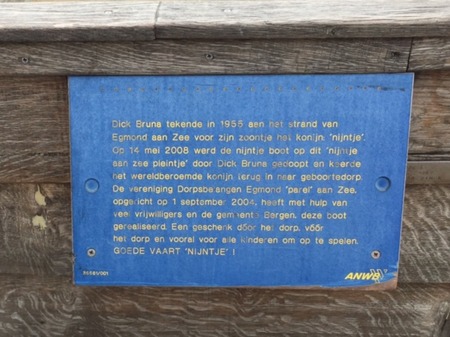 Dick Bruna tekende in 1955 aan het strand van
Egmond aan Zee voor zijn zoontje het konijn, 'nijntje'.
Op 14 mei 2008 werd de nijntje boot op dit 'nijntje
aan zee pleintje' door Dick Bruna gedoopt en keerde
het wereldberoemde konijn terug in haar geboortedorp.
De vereniging Dorpsbelangen Egmond "parel" aan Zee,
opgericht op 1 september 2004, heeft met hulp van
veel vrijwilligers en de gemeente Bergen, deze boot
gerealiseerd. Een geschenk door het dorp, vóór
het dorp en vooral voor alle kinderen om op te spelen.
GOEDE VAART 'NIJNTJE' !
ANWB